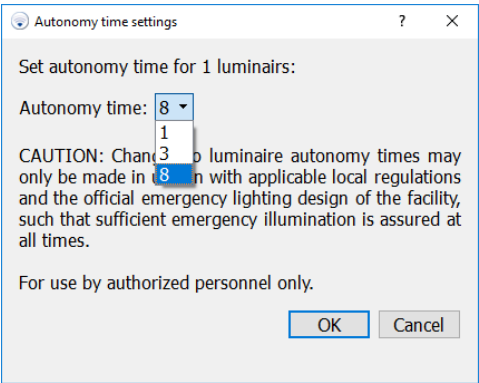 Autonomy time settings ? ×
Set autonomy time for 1 luminairs:
Autonomy time: 8
1
3
8
CAUTION: luminaire autonomy times may
only be made in with applicable local regulations
and the official emergency lighting design of the facility,
such that sufficient emergency illumination is assured at
all times.
For use by authorized personnel only.
OK Cancel